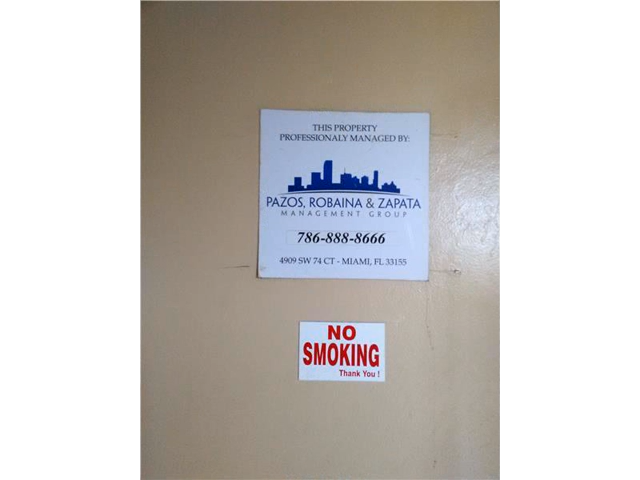 THIS PROPERTY
PROFESSIONALY MANAGED BY:
PAZOS, ROBAINA & ZAPATA
MANAGEMENT GROUP
786-888-8666
4909 SW 74 CT - MIAMI, FL 33155
NO
SMOKING
Thank You !